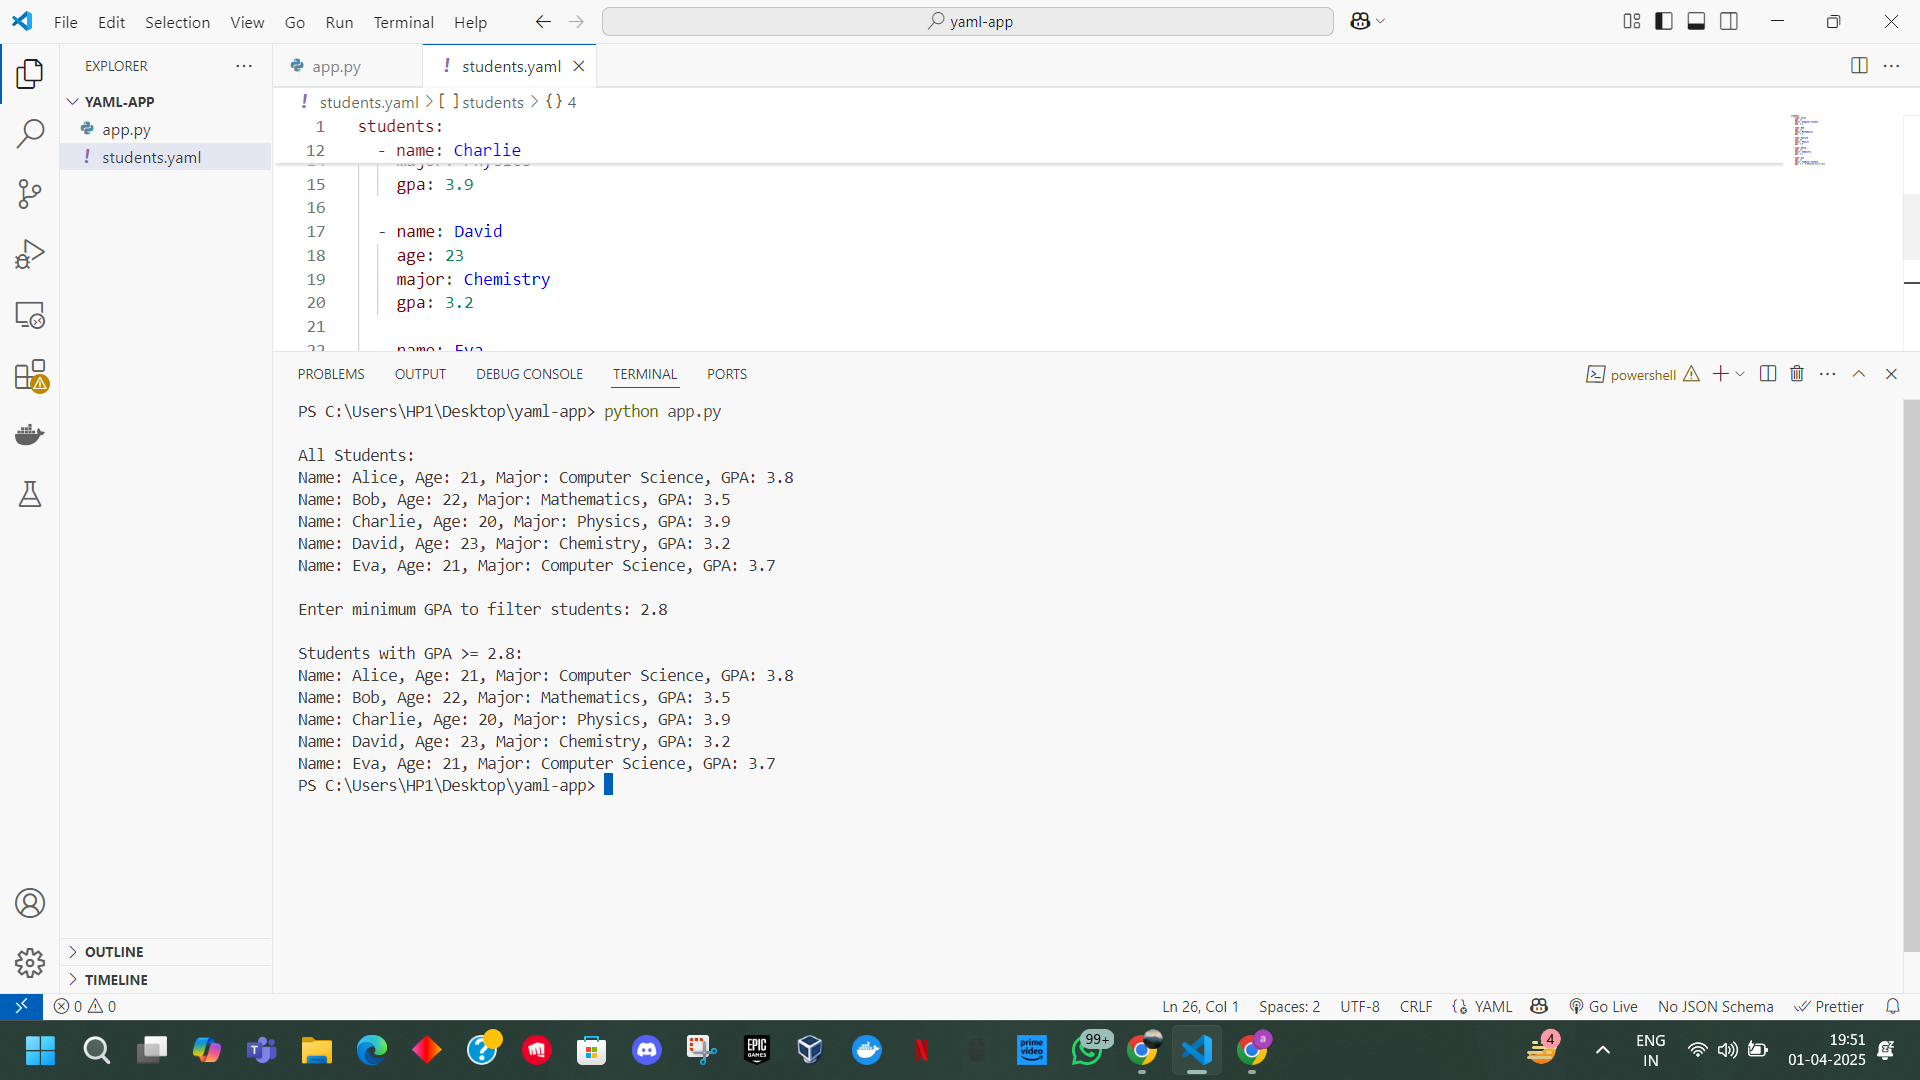 File Edit Selection View Go Run Terminal Help
yaml-app
EXPLORER
YAML-APP
app.py
students.yaml
OUTLINE
TIMELINE
app.py
! students.yaml
! students.yaml > [ ] students > {} 4
1 students:
12 - name: Charlie
15 gpa: 3.9
16
17 - name: David
18 age: 23
19 major: Chemistry
20 gpa: 3.2
21
22 name: Eva
PROBLEMS OUTPUT DEBUG CONSOLE TERMINAL PORTS
powershell
PS C:\Users\HP1\Desktop\yaml-app> python app.py
All Students:
Name: Alice, Age: 21, Major: Computer Science, GPA: 3.8
Name: Bob, Age: 22, Major: Mathematics, GPA: 3.5
Name: Charlie, Age: 20, Major: Physics, GPA: 3.9
Name: David, Age: 23, Major: Chemistry, GPA: 3.2
Name: Eva, Age: 21, Major: Computer Science, GPA: 3.7
Enter minimum GPA to filter students: 2.8
Students with GPA >= 2.8:
Name: Alice, Age: 21, Major: Computer Science, GPA: 3.8
Name: Bob, Age: 22, Major: Mathematics, GPA: 3.5
Name: Charlie, Age: 20, Major: Physics, GPA: 3.9
Name: David, Age: 23, Major: Chemistry, GPA: 3.2
Name: Eva, Age: 21, Major: Computer Science, GPA: 3.7
PS C:\Users\HP1\Desktop\yaml-app>
0 0 Ln 26, Col 1 Spaces: 2 UTF-8 CRLF {} YAML Go Live No JSON Schema Prettier
EPIC GAMES
prime video
99+
a
4
ENG
IN
19:51
01-04-2025